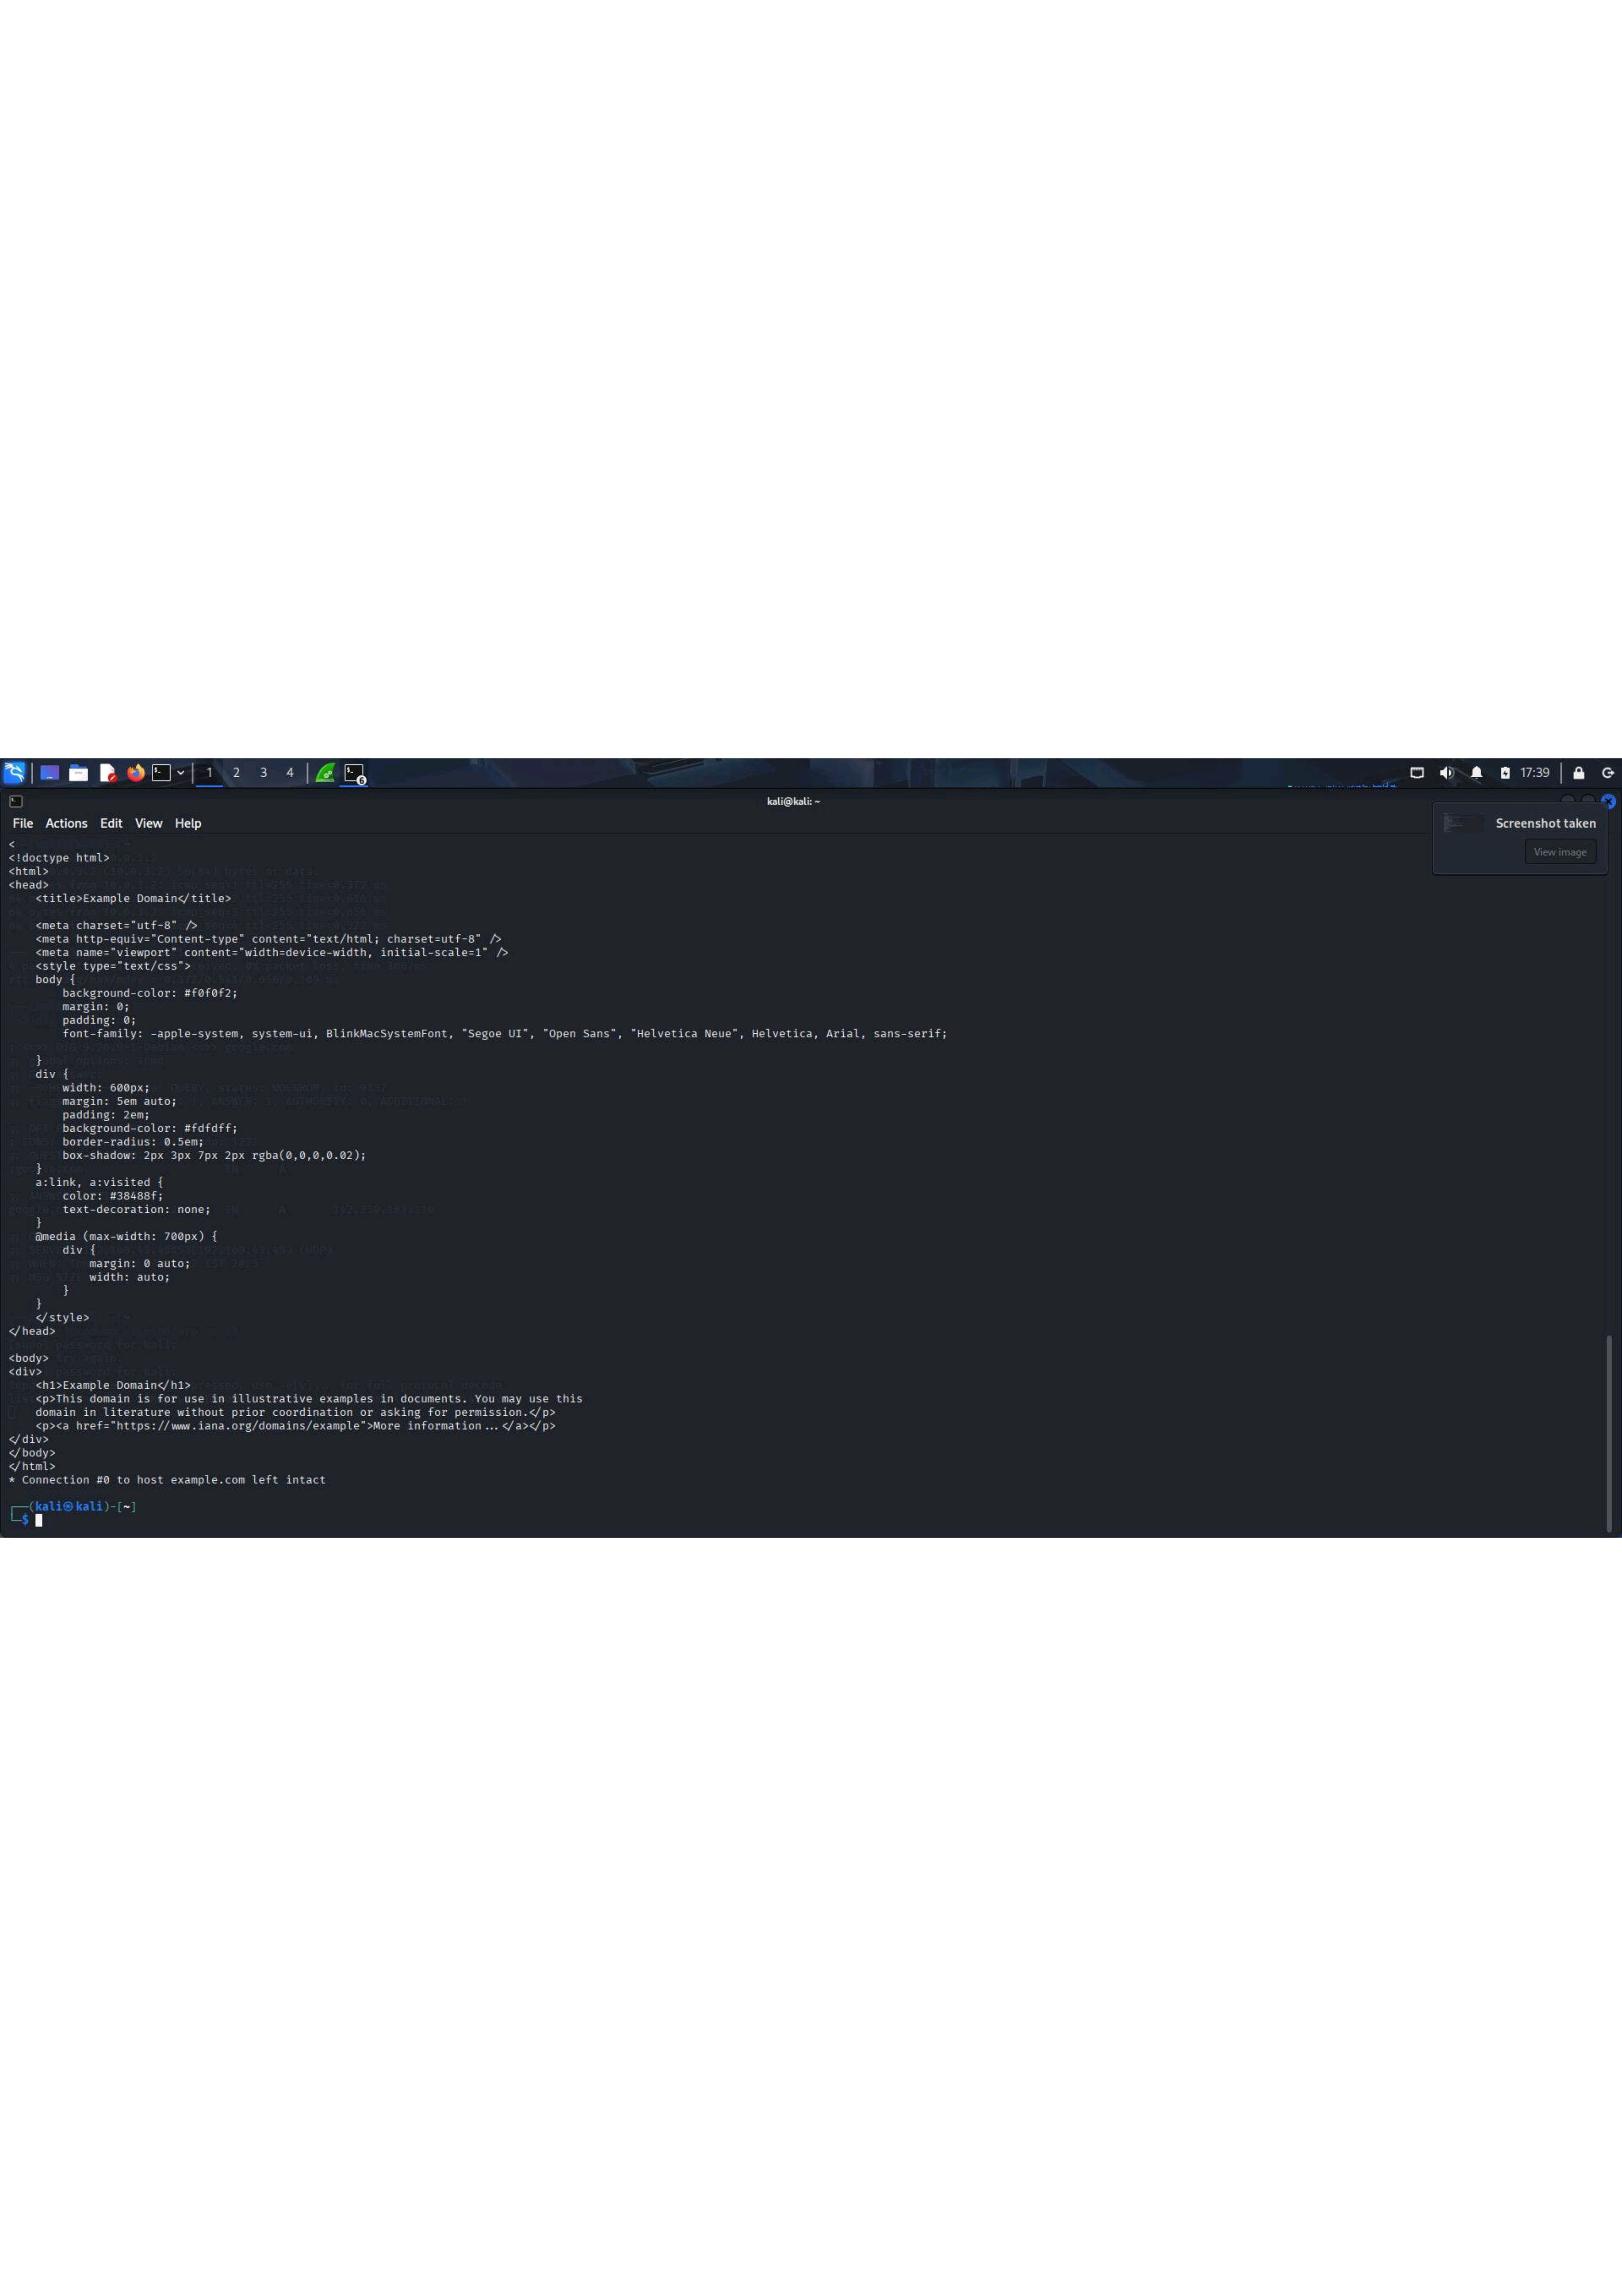 1 2 3 4
6
17:39
kali@kali: ~
File Actions Edit View Help
Screenshot taken
View image
<
<!doctype html>
<html>
<head>
    <title>Example Domain</title>
    <meta charset="utf-8" />
    <meta http-equiv="Content-type" content="text/html; charset=utf-8" />
    <meta name="viewport" content="width=device-width, initial-scale=1" />
    <style type="text/css">
    body {
        background-color: #f0f0f2;
        margin: 0;
        padding: 0;
        font-family: -apple-system, system-ui, BlinkMacSystemFont, "Segoe UI", "Open Sans", "Helvetica Neue", Helvetica, Arial, sans-serif;
    }
    div {
        width: 600px;
        margin: 5em auto;
        padding: 2em;
        background-color: #fdfdff;
        border-radius: 0.5em;
        box-shadow: 2px 3px 7px 2px rgba(0,0,0,0.02);
    }
    a:link, a:visited {
        color: #38488f;
        text-decoration: none;
    }
    @media (max-width: 700px) {
        div {
            margin: 0 auto;
            width: auto;
        }
    }
    </style>
</head>
<body>
<div>
    <h1>Example Domain</h1>
    <p>This domain is for use in illustrative examples in documents. You may use this
    domain in literature without prior coordination or asking for permission.</p>
    <p><a href="https://www.iana.org/domains/example">More information...</a></p>
</div>
</body>
</html>
* Connection #0 to host example.com left intact
┌──(kali㉿kali)-[~]
└─$